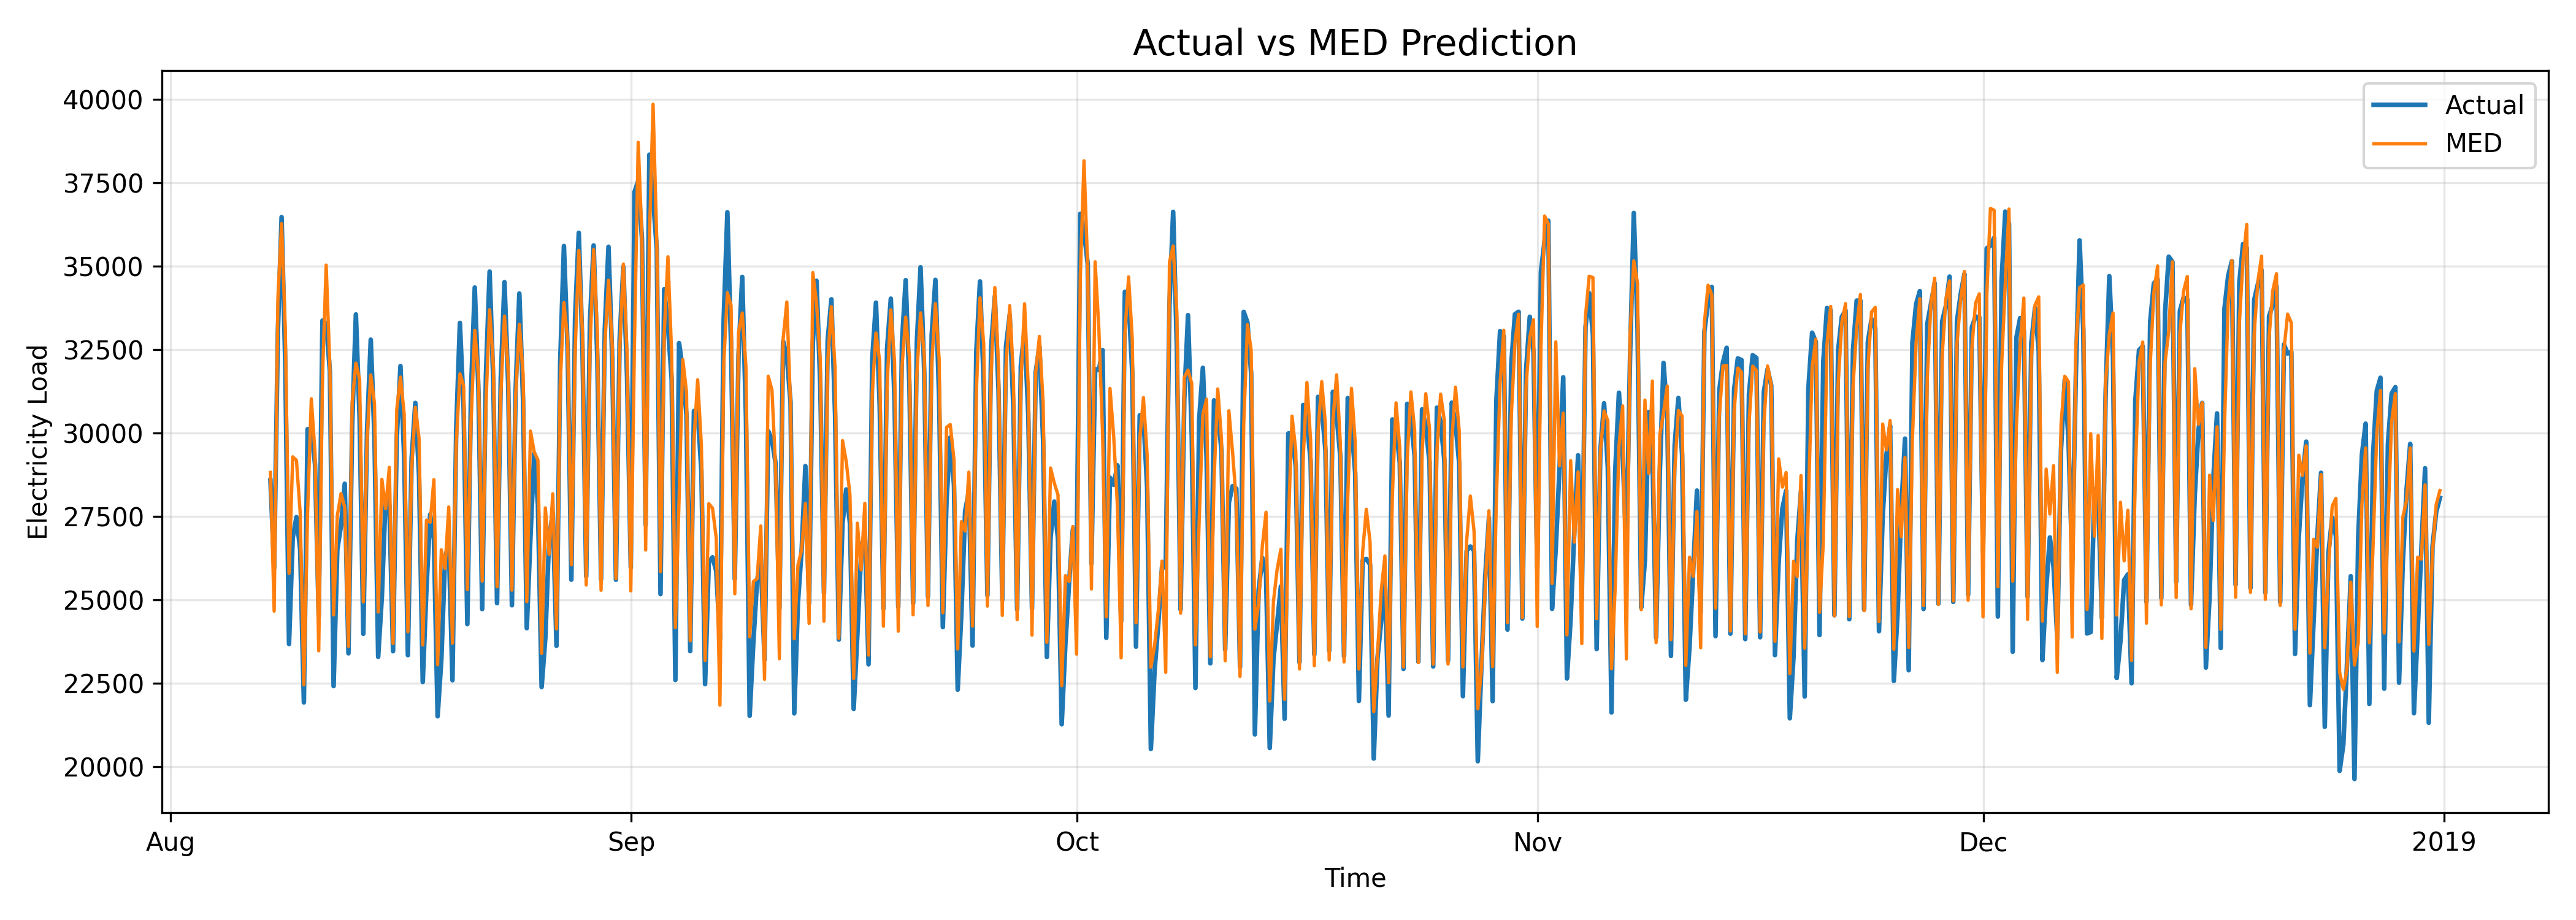 Actual vs MED Prediction
Actual
MED
Electricity Load
40000
37500
35000
32500
30000
27500
25000
22500
20000
Aug
Sep
Oct
Nov
Dec
2019
Time